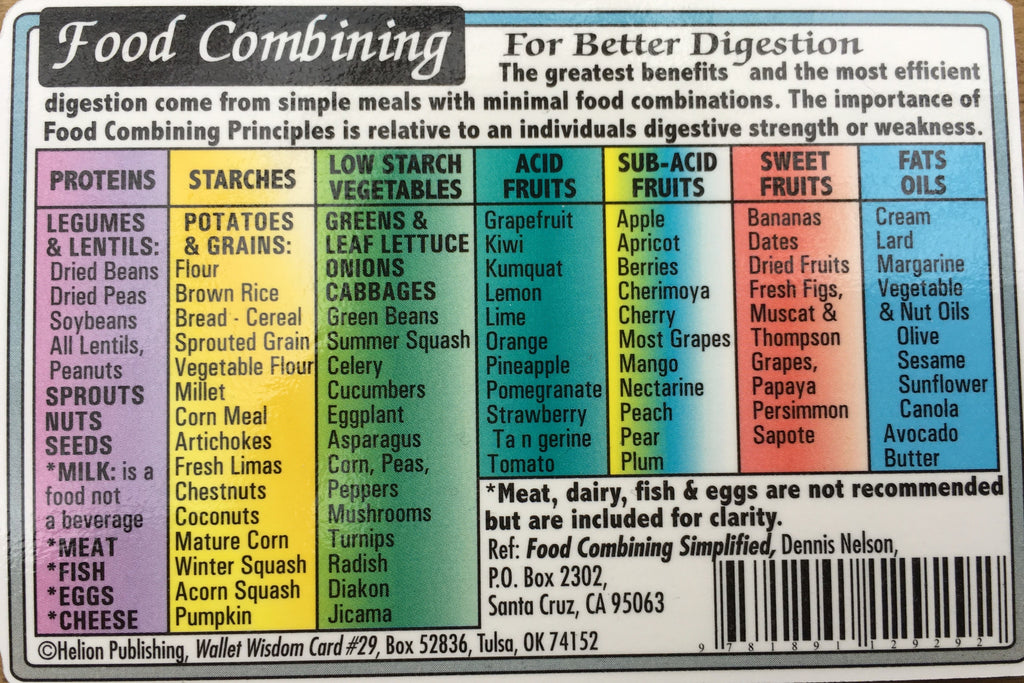 Food Combining
For Better Digestion
The greatest benefits and the most efficient
digestion come from simple meals with minimal food combinations. The importance of
Food Combining Principles is relative to an individuals digestive strength or weakness.
PROTEINS
LEGUMES
& LENTILS:
Dried Beans
Dried Peas
Soybeans
All Lentils,
Peanuts
SPROUTS
NUTS
SEEDS
*MILK: is a
food not
a beverage
*MEAT
*FISH
*EGGS
*CHEESE
STARCHES
POTATOES
& GRAINS:
Flour
Brown Rice
Bread - Cereal
Sprouted Grain
Vegetable Flour
Millet
Corn Meal
Artichokes
Fresh Limas
Chestnuts
Coconuts
Mature Corn
Winter Squash
Acorn Squash
Pumpkin
LOW STARCH
VEGETABLES
GREENS &
LEAF LETTUCE
ONIONS
CABBAGES
Green Beans
Summer Squash
Celery
Cucumbers
Eggplant
Asparagus
Corn, Peas,
Peppers
Mushrooms
Turnips
Radish
Diakon
Jicama
ACID
FRUITS
Grapefruit
Kiwi
Kumquat
Lemon
Lime
Orange
Pineapple
Pomegranate
Strawberry
Ta n gerine
Tomato
SUB-ACID
FRUITS
Apple
Apricot
Berries
Cherimoya
Cherry
Most Grapes
Mango
Nectarine
Peach
Pear
Plum
SWEET
FRUITS
Bananas
Dates
Dried Fruits
Fresh Figs,
Muscat &
Thompson
Grapes,
Papaya
Persimmon
Sapote
FATS
OILS
Cream
Lard
Margarine
Vegetable
& Nut Oils
Olive
Sesame
Sunflower
Canola
Avocado
Butter
*Meat, dairy, fish & eggs are not recommended
but are included for clarity.
Ref: Food Combining Simplified, Dennis Nelson,
P.O. Box 2302,
Santa Cruz, CA 95063
9 781891 129292
©Helion Publishing, Wallet Wisdom Card #29, Box 52836, Tulsa, OK 74152